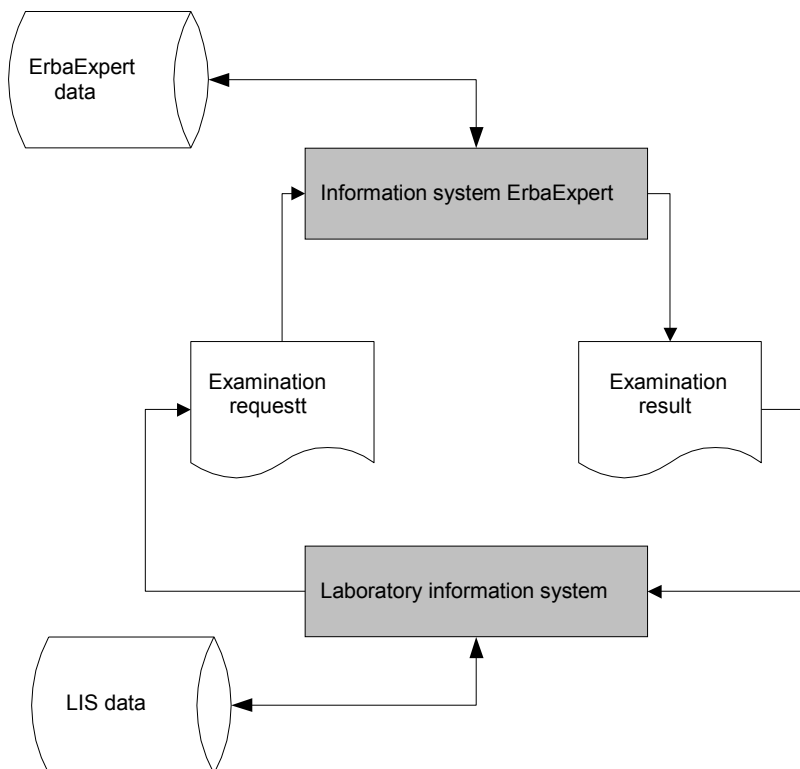 ErbaExpert
data
Information system ErbaExpert
Examination
requestt
Examination
result
Laboratory information system
LIS data